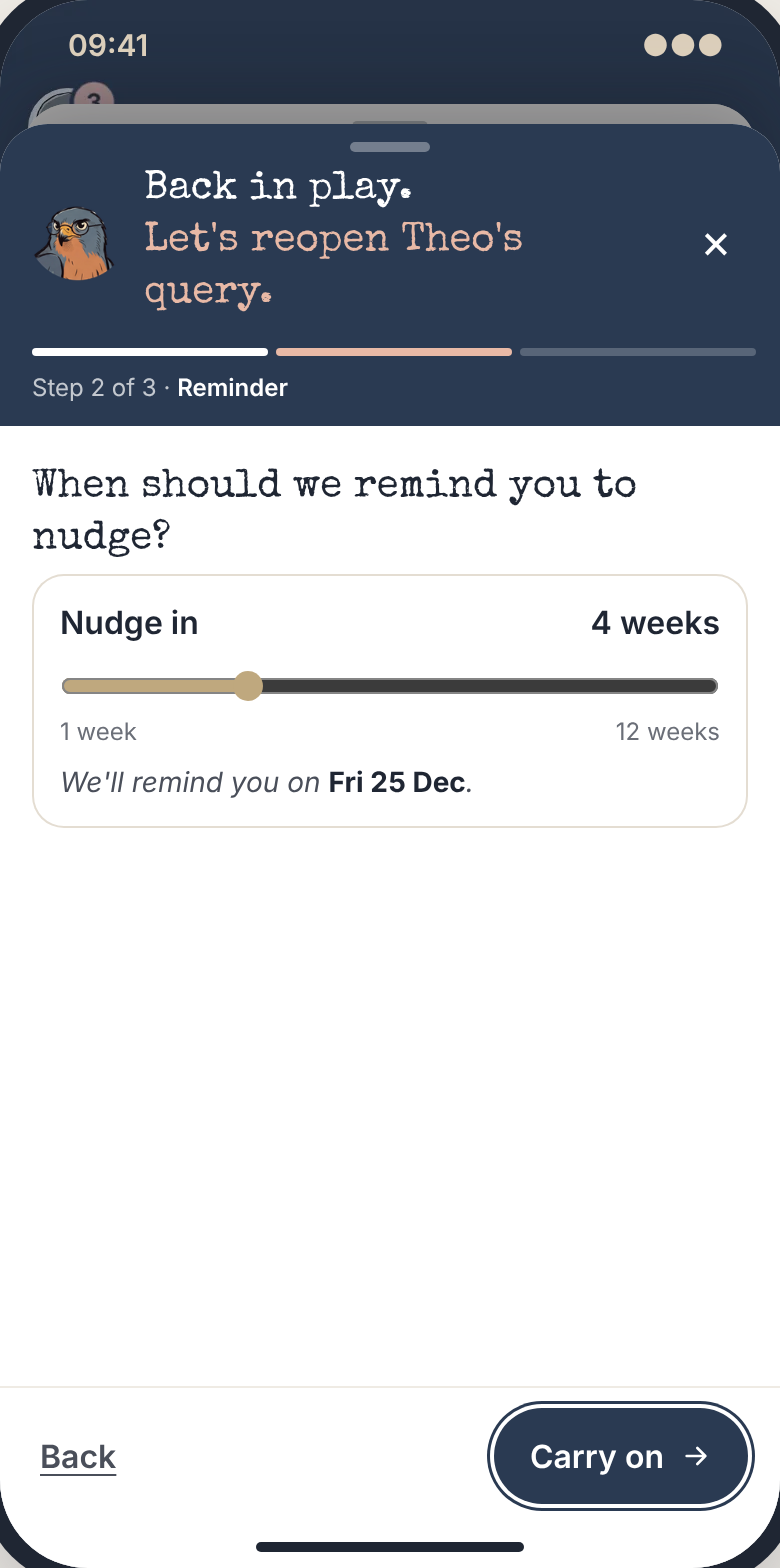 09:41
3
Back in play.
Let's reopen Theo's
query.
Step 2 of 3 · Reminder
When should we remind you to
nudge?
Nudge in 4 weeks
1 week 12 weeks
We'll remind you on Fri 25 Dec.
Back Carry on →